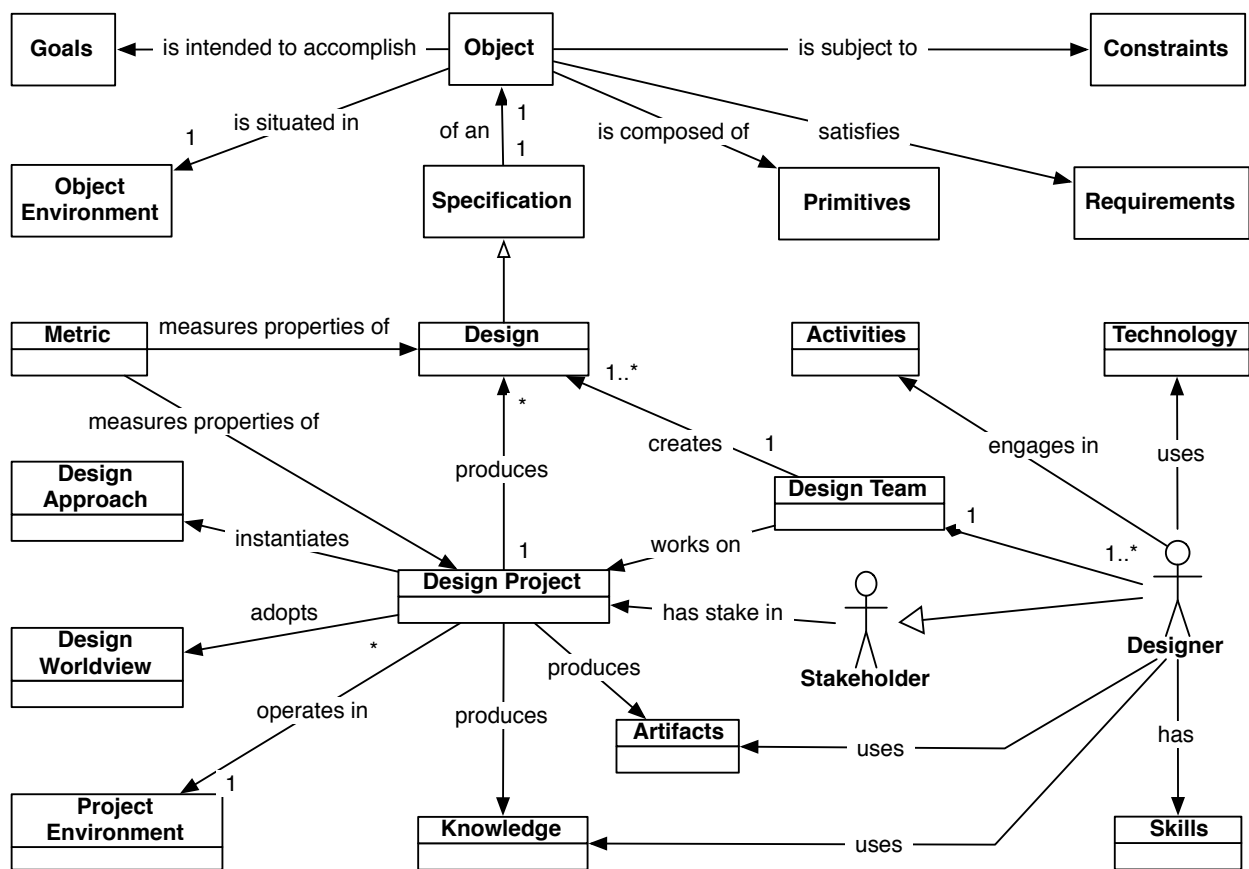 Goals
is intended to accomplish
Object
is subject to
Constraints
1
is situated in
1
of an
1
is composed of
satisfies
Object
Environment
Specification
Primitives
Requirements
Metric
measures properties of
Design
Activities
Technology
1..*
*
measures properties of
creates
1
engages in
uses
Design
Approach
produces
Design Team
instantiates
1
works on
1
1..*
Design Project
adopts
has stake in
Design
Worldview
*
produces
Stakeholder
Designer
operates in
produces
Artifacts
uses
has
1
Project
Environment
Knowledge
uses
Skills